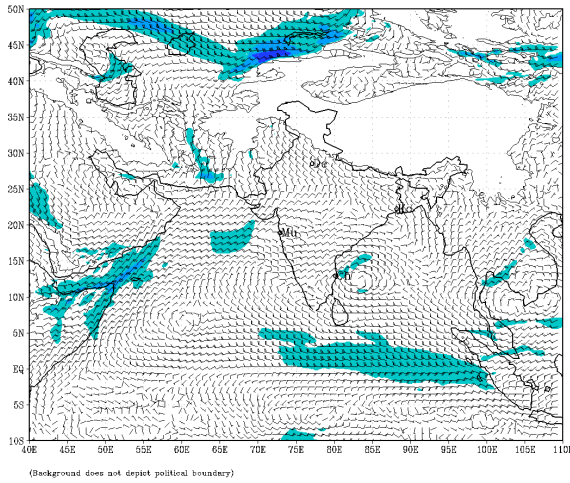 50N
45N
40N
35N
30N
25N
20N
15N
10N
5N
EQ
5S
10S
40E 45E 50E 55E 60E 65E 70E 75E 80E 85E 90E 95E 100E 105E 110E
Mu
(Background does not depict political boundary)